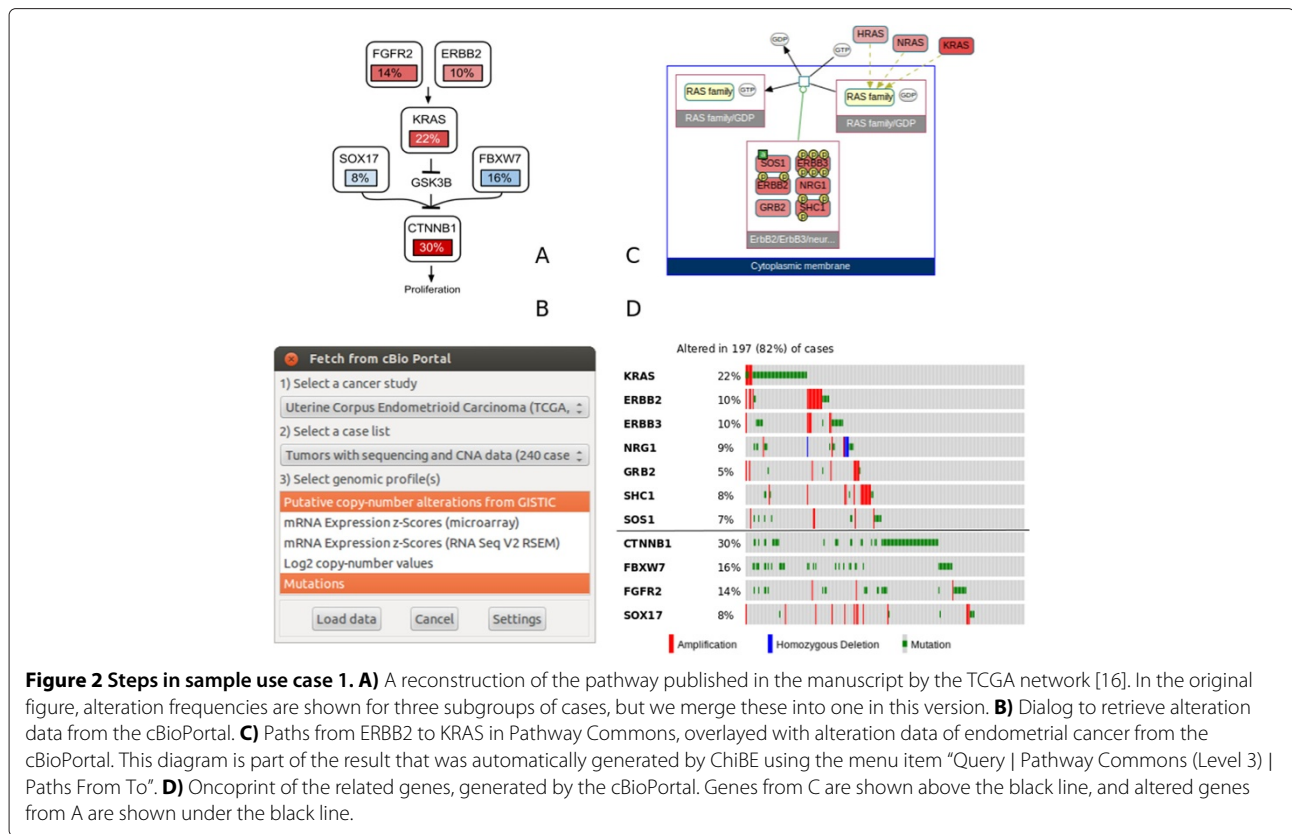 FGFR2
14%
ERBB2
10%
KRAS
22%
SOX17
8%
GSK3B
FBXW7
16%
CTNNB1
30%
Proliferation
A
C
GDP
GTP
HRAS
NRAS
KRAS
RAS family
GTP
RAS family/GDP
RAS family
GDP
RAS family/GDP
SOS1
ERBB3
ERBB2
NRG1
GRB2
SHC1
ErbB2/ErbB3/neur...
Cytoplasmic membrane
B
D
Fetch from cBio Portal
1) Select a cancer study
Uterine Corpus Endometrioid Carcinoma (TCGA,
2) Select a case list
Tumors with sequencing and CNA data (240 case
3) Select genomic profile(s)
Putative copy-number alterations from GISTIC
mRNA Expression z-Scores (microarray)
mRNA Expression z-Scores (RNA Seq V2 RSEM)
Log2 copy-number values
Mutations
Load data
Cancel
Settings
Altered in 197 (82%) of cases
KRAS 22%
ERBB2 10%
ERBB3 10%
NRG1 9%
GRB2 5%
SHC1 8%
SOS1 7%
CTNNB1 30%
FBXW7 16%
FGFR2 14%
SOX17 8%
Amplification
Homozygous Deletion
Mutation
Figure 2 Steps in sample use case 1. A) A reconstruction of the pathway published in the manuscript by the TCGA network [16]. In the original
figure, alteration frequencies are shown for three subgroups of cases, but we merge these into one in this version. B) Dialog to retrieve alteration
data from the cBioPortal. C) Paths from ERBB2 to KRAS in Pathway Commons, overlayed with alteration data of endometrial cancer from the
cBioPortal. This diagram is part of the result that was automatically generated by ChiBE using the menu item “Query | Pathway Commons (Level 3) |
Paths From To”. D) Oncoprint of the related genes, generated by the cBioPortal. Genes from C are shown above the black line, and altered genes
from A are shown under the black line.